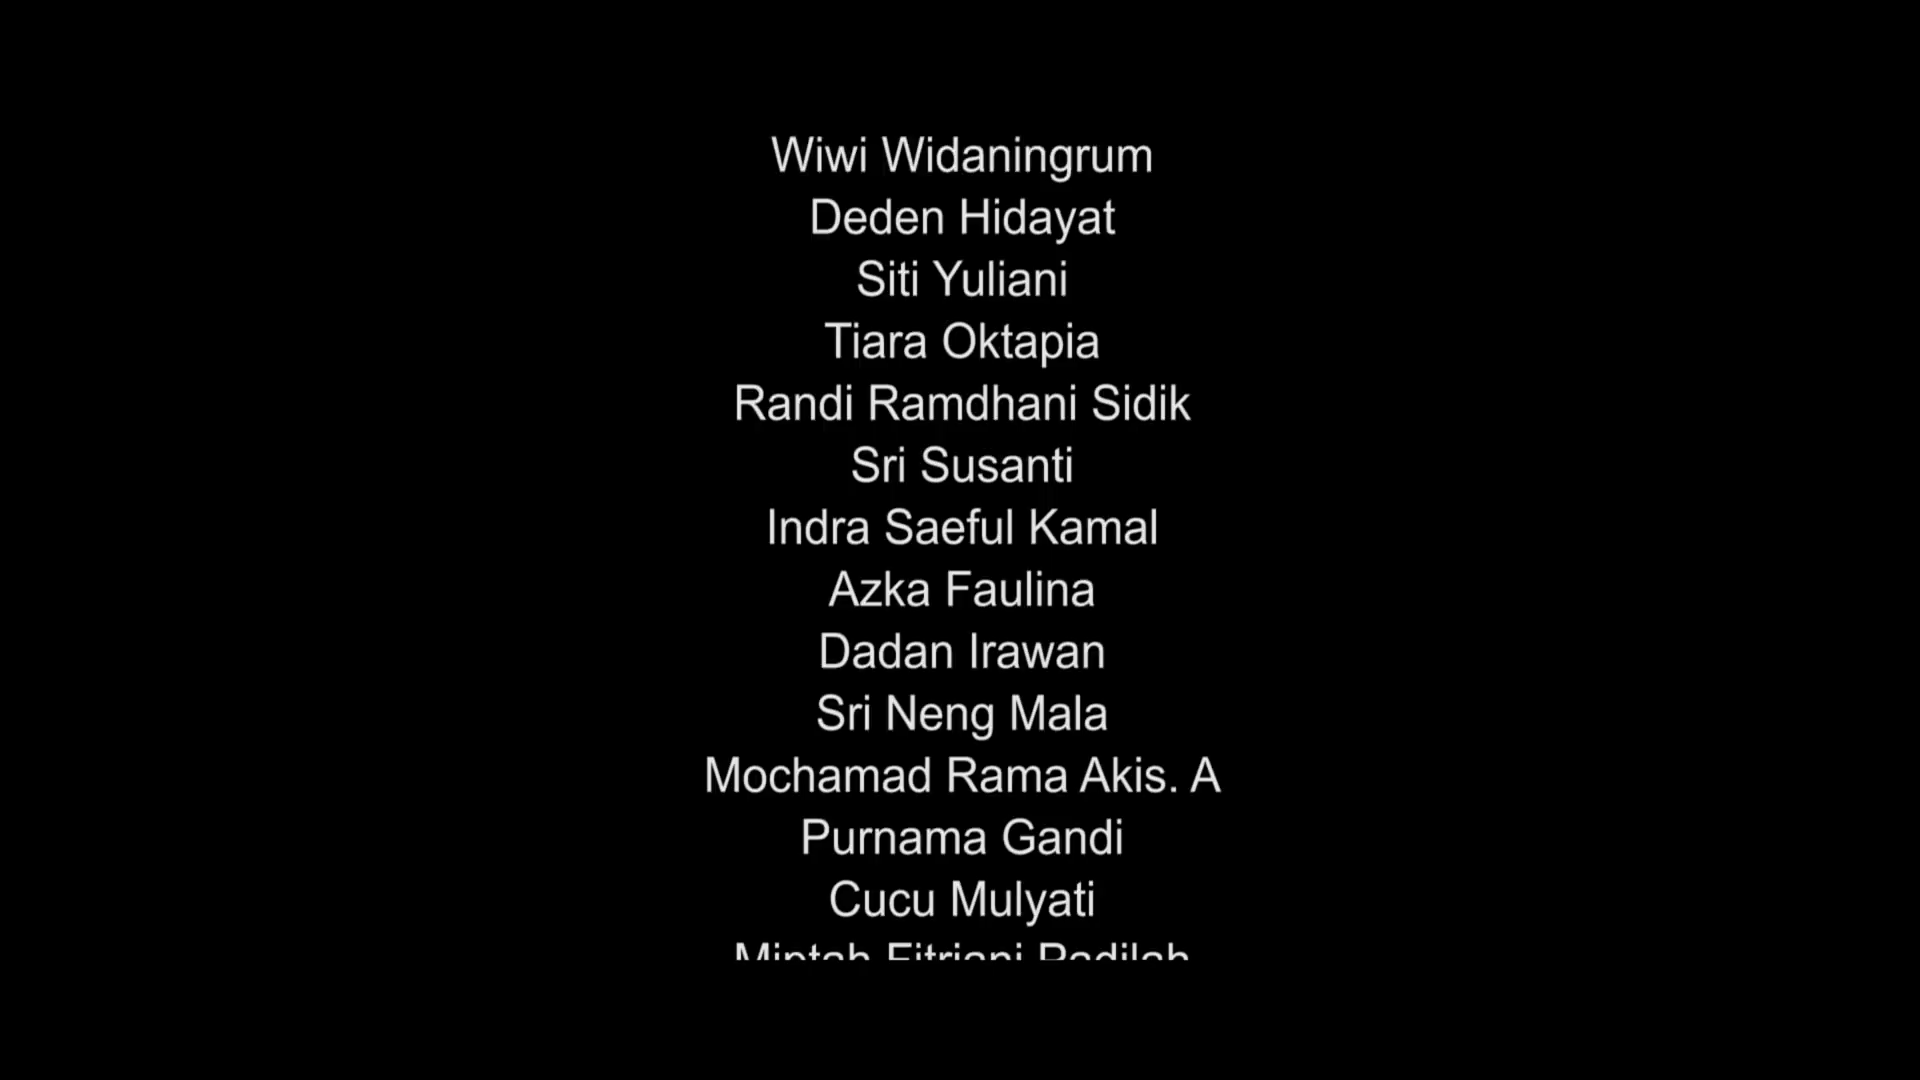 Wiwi Widaningrum
Deden Hidayat
Siti Yuliani
Tiara Oktapia
Randi Ramdhani Sidik
Sri Susanti
Indra Saeful Kamal
Azka Faulina
Dadan Irawan
Sri Neng Mala
Mochamad Rama Akis. A
Purnama Gandi
Cucu Mulyati
Fitriani